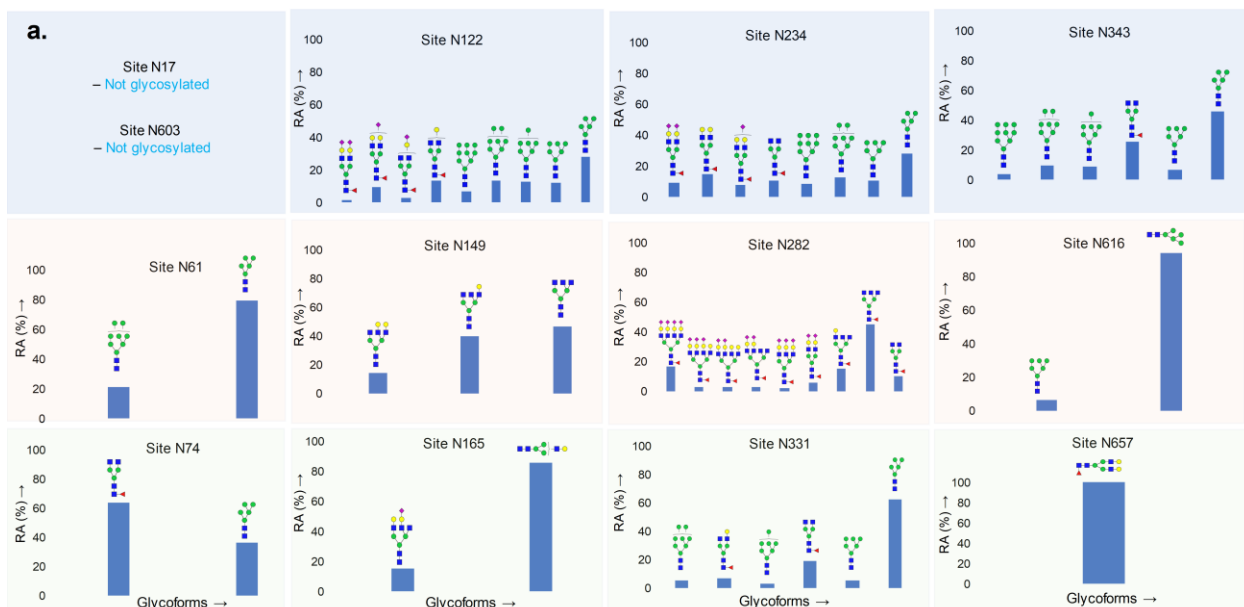 a.
Site N17
– Not glycosylated
Site N603
– Not glycosylated
Site N122
RA (%) →
100
80
60
40
20
0
Site N234
RA (%) →
100
80
60
40
20
0
Site N343
RA (%) →
100
80
60
40
20
0
Site N61
RA (%) →
100
80
60
40
20
0
Site N149
RA (%) →
100
80
60
40
20
0
Site N282
RA (%) →
100
80
60
40
20
0
Site N616
RA (%) →
100
80
60
40
20
0
Site N74
RA (%) →
100
80
60
40
20
0
Glycoforms →
Site N165
RA (%) →
100
80
60
40
20
0
Glycoforms →
Site N331
RA (%) →
100
80
60
40
20
0
Glycoforms →
Site N657
RA (%) →
100
80
60
40
20
0
Glycoforms →